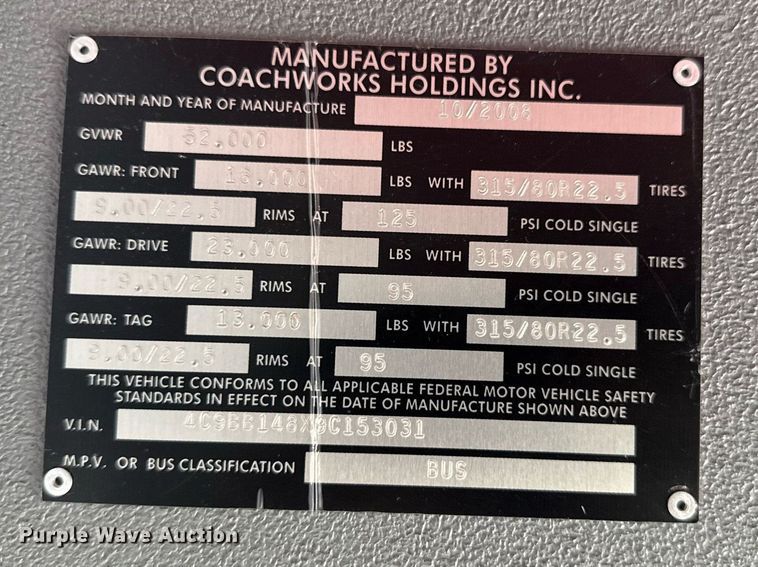 MANUFACTURED BY
COACHWORKS HOLDINGS INC.
MONTH AND YEAR OF MANUFACTURE 10/2008
GVWR 52,000 LBS
GAWR: FRONT 16,000 LBS WITH 315/80R22.5 TIRES
9.00/22.5 RIMS AT 125 PSI COLD SINGLE
GAWR: DRIVE 23,000 LBS WITH 315/80R22.5 TIRES
9.00/22.5 RIMS AT 95 PSI COLD SINGLE
GAWR: TAG 13,000 LBS WITH 315/80R22.5 TIRES
9.00/22.5 RIMS AT 95 PSI COLD SINGLE
THIS VEHICLE CONFORMS TO ALL APPLICABLE FEDERAL MOTOR VEHICLE SAFETY
STANDARDS IN EFFECT ON THE DATE OF MANUFACTURE SHOWN ABOVE
V.I.N.
M.P.V. OR BUS CLASSIFICATION BUS
Purple Wave Auction